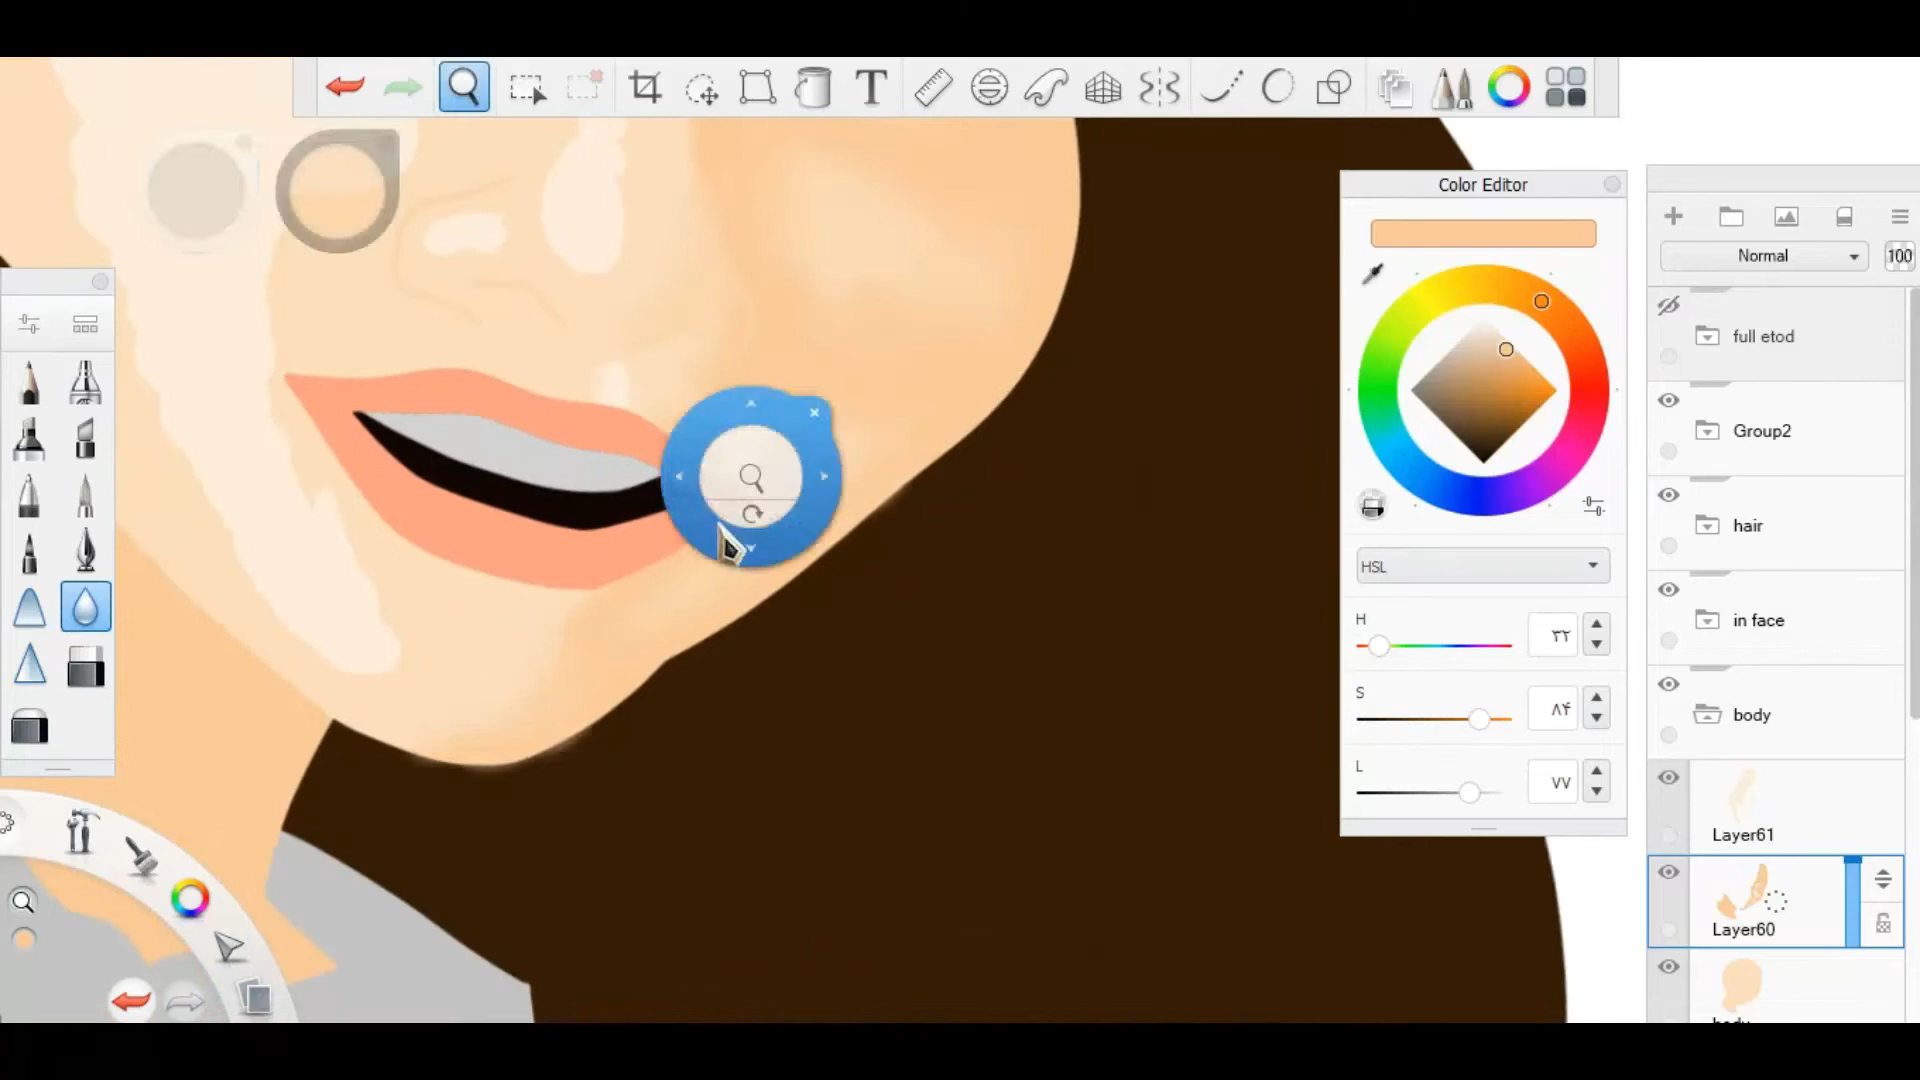 T
Color Editor
Normal
100
full etod
Group2
hair
in face
body
HSL
H
۳۲
S
۸۴
L
۷۷
Layer61
Layer60